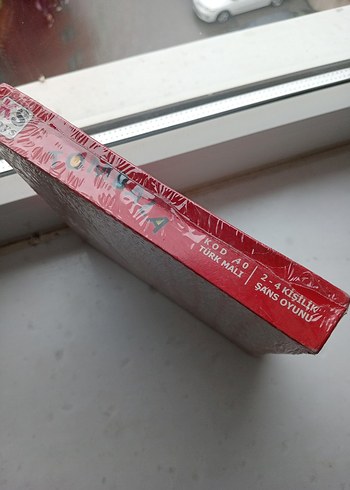 KOD 40
TÜRK MALI
2 - 4 KİŞİLİK
ŞANS OYUNU